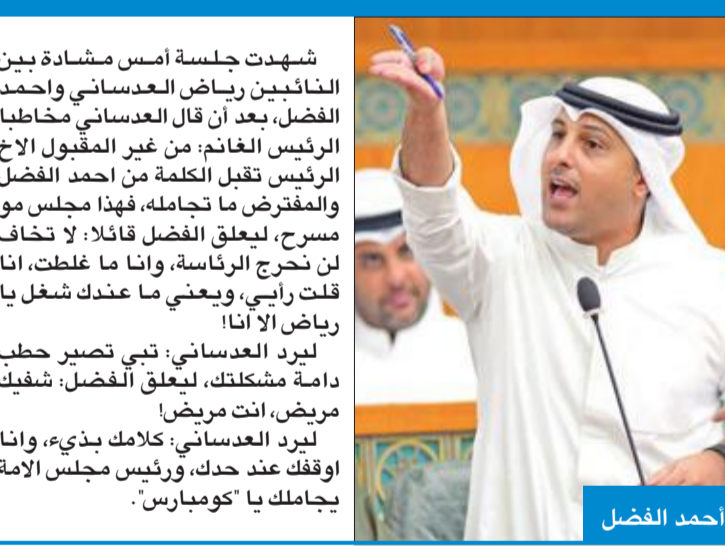 شهدت جلسة أمس مشادة بين
النائبين رياض العدساني واحمد
الفضل، بعد أن قال العدساني مخاطبا
الرئيس الغانم: من غير المقبول الاخ
الرئيس تقبل الكلمة من احمد الفضل
والمفترض ما تجامله، فهذا مجلس مو
مسرح، ليعلق الفضل قائلا: لا تخاف
لن نحرج الرئاسة، وانا ما غلطت، انا
قلت رأيي، ويعني ما عندك شغل يا
رياض الا انا!
ليرد العدساني: تبي تصير حطب
دامة مشكلتك، ليعلق الفضل: شفيك
مريض، انت مريض!
ليرد العدساني: كلامك بذيء، وانا
اوقفك عند حدك، ورئيس مجلس الامة
يجاملك يا "كومبارس".
أحمد الفضل